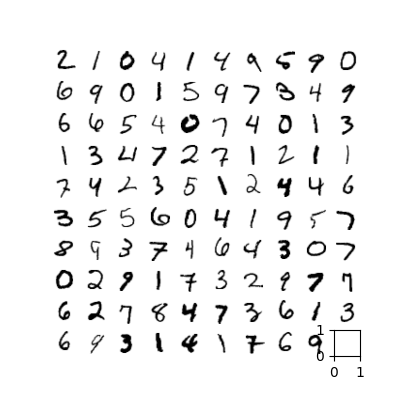 2 1 0 4 1 4 9 5 9 0
6 9 0 1 5 9 7 3 4 9
6 6 5 4 0 7 4 0 1 3
1 3 4 7 2 7 1 2 1 1
7 4 2 3 5 1 2 4 4 6
3 5 5 6 0 4 1 9 5 7
8 9 3 7 4 6 4 3 0 7
0 2 9 1 7 3 2 9 7 7
6 2 7 8 4 7 3 6 1 3
6 9 3 1 4 1 7 6 9
1
0
0 1